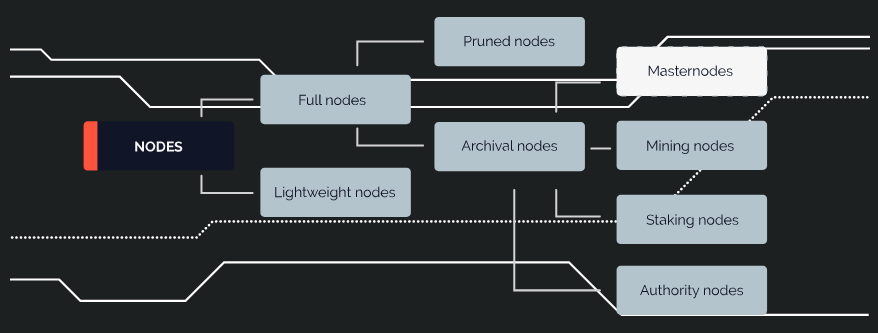 NODES
Full nodes
Lightweight nodes
Pruned nodes
Archival nodes
Masternodes
Mining nodes
Staking nodes
Authority nodes